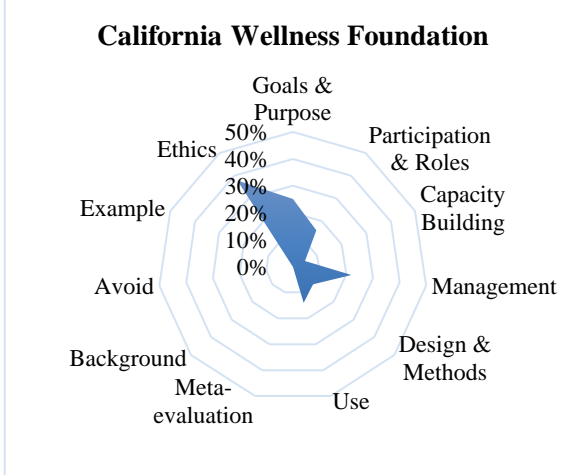 California Wellness Foundation
Goals &
Purpose
50%
40%
30%
20%
10%
0%
Participation
& Roles
Capacity
Building
Management
Design &
Methods
Use
Meta-
evaluation
Background
Avoid
Example
Ethics